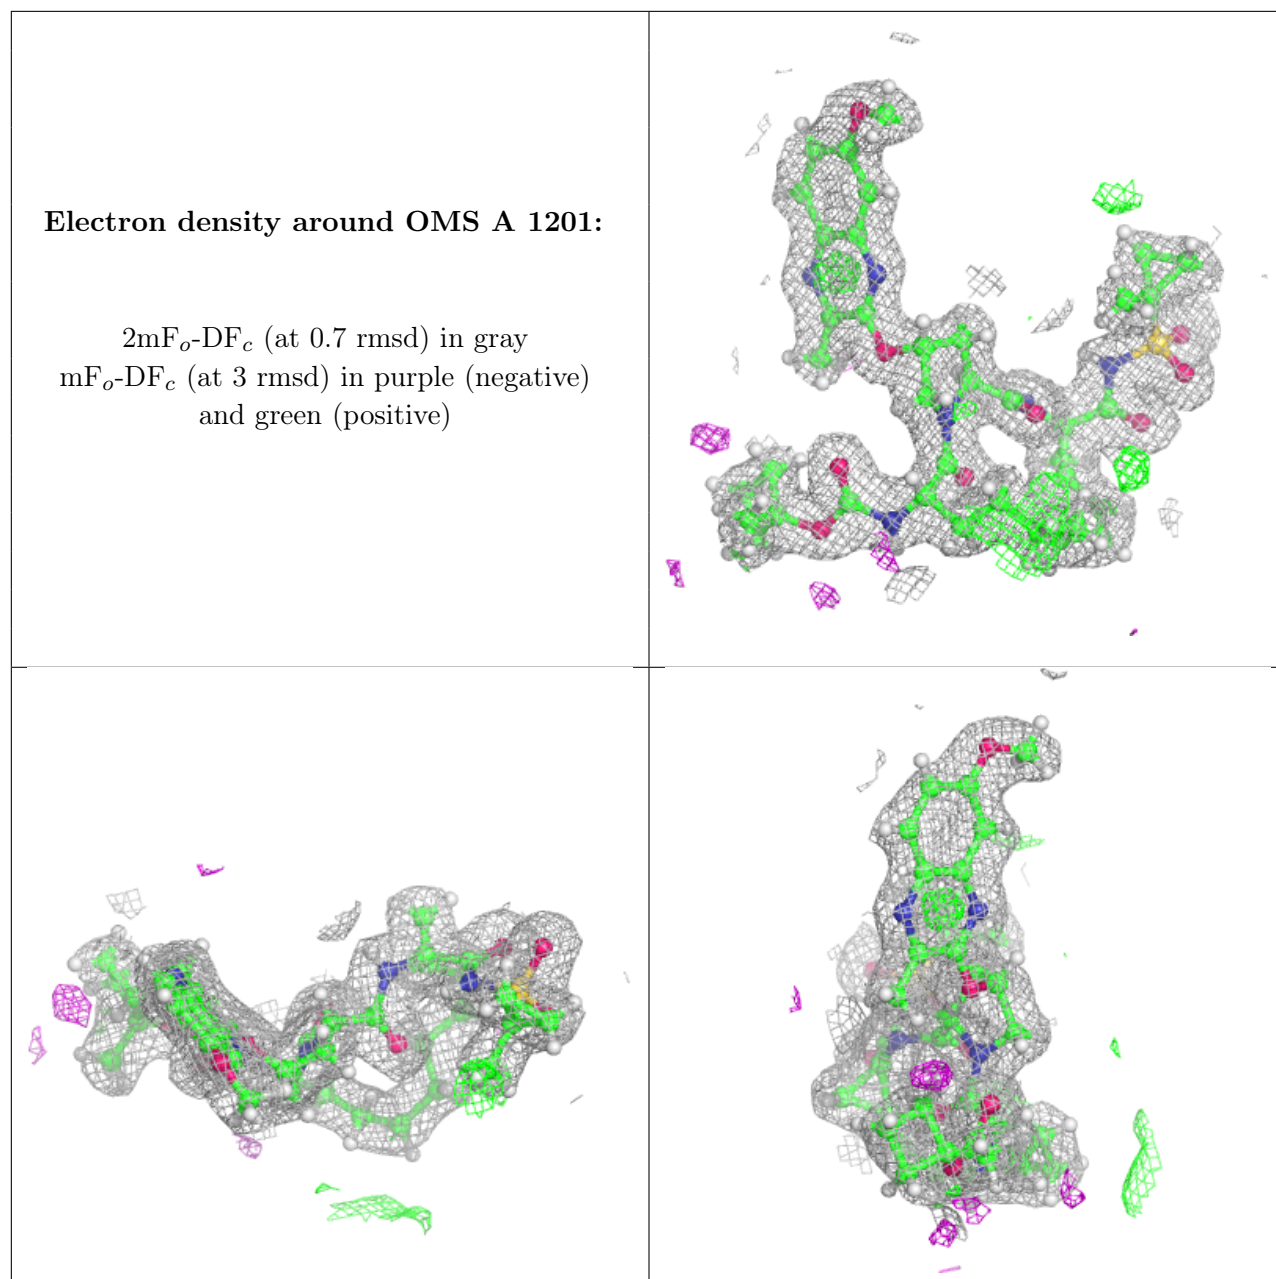 Electron density around OMS A 1201:
2mFo-DFc (at 0.7 rmsd) in gray
mFo-DFc (at 3 rmsd) in purple (negative)
and green (positive)